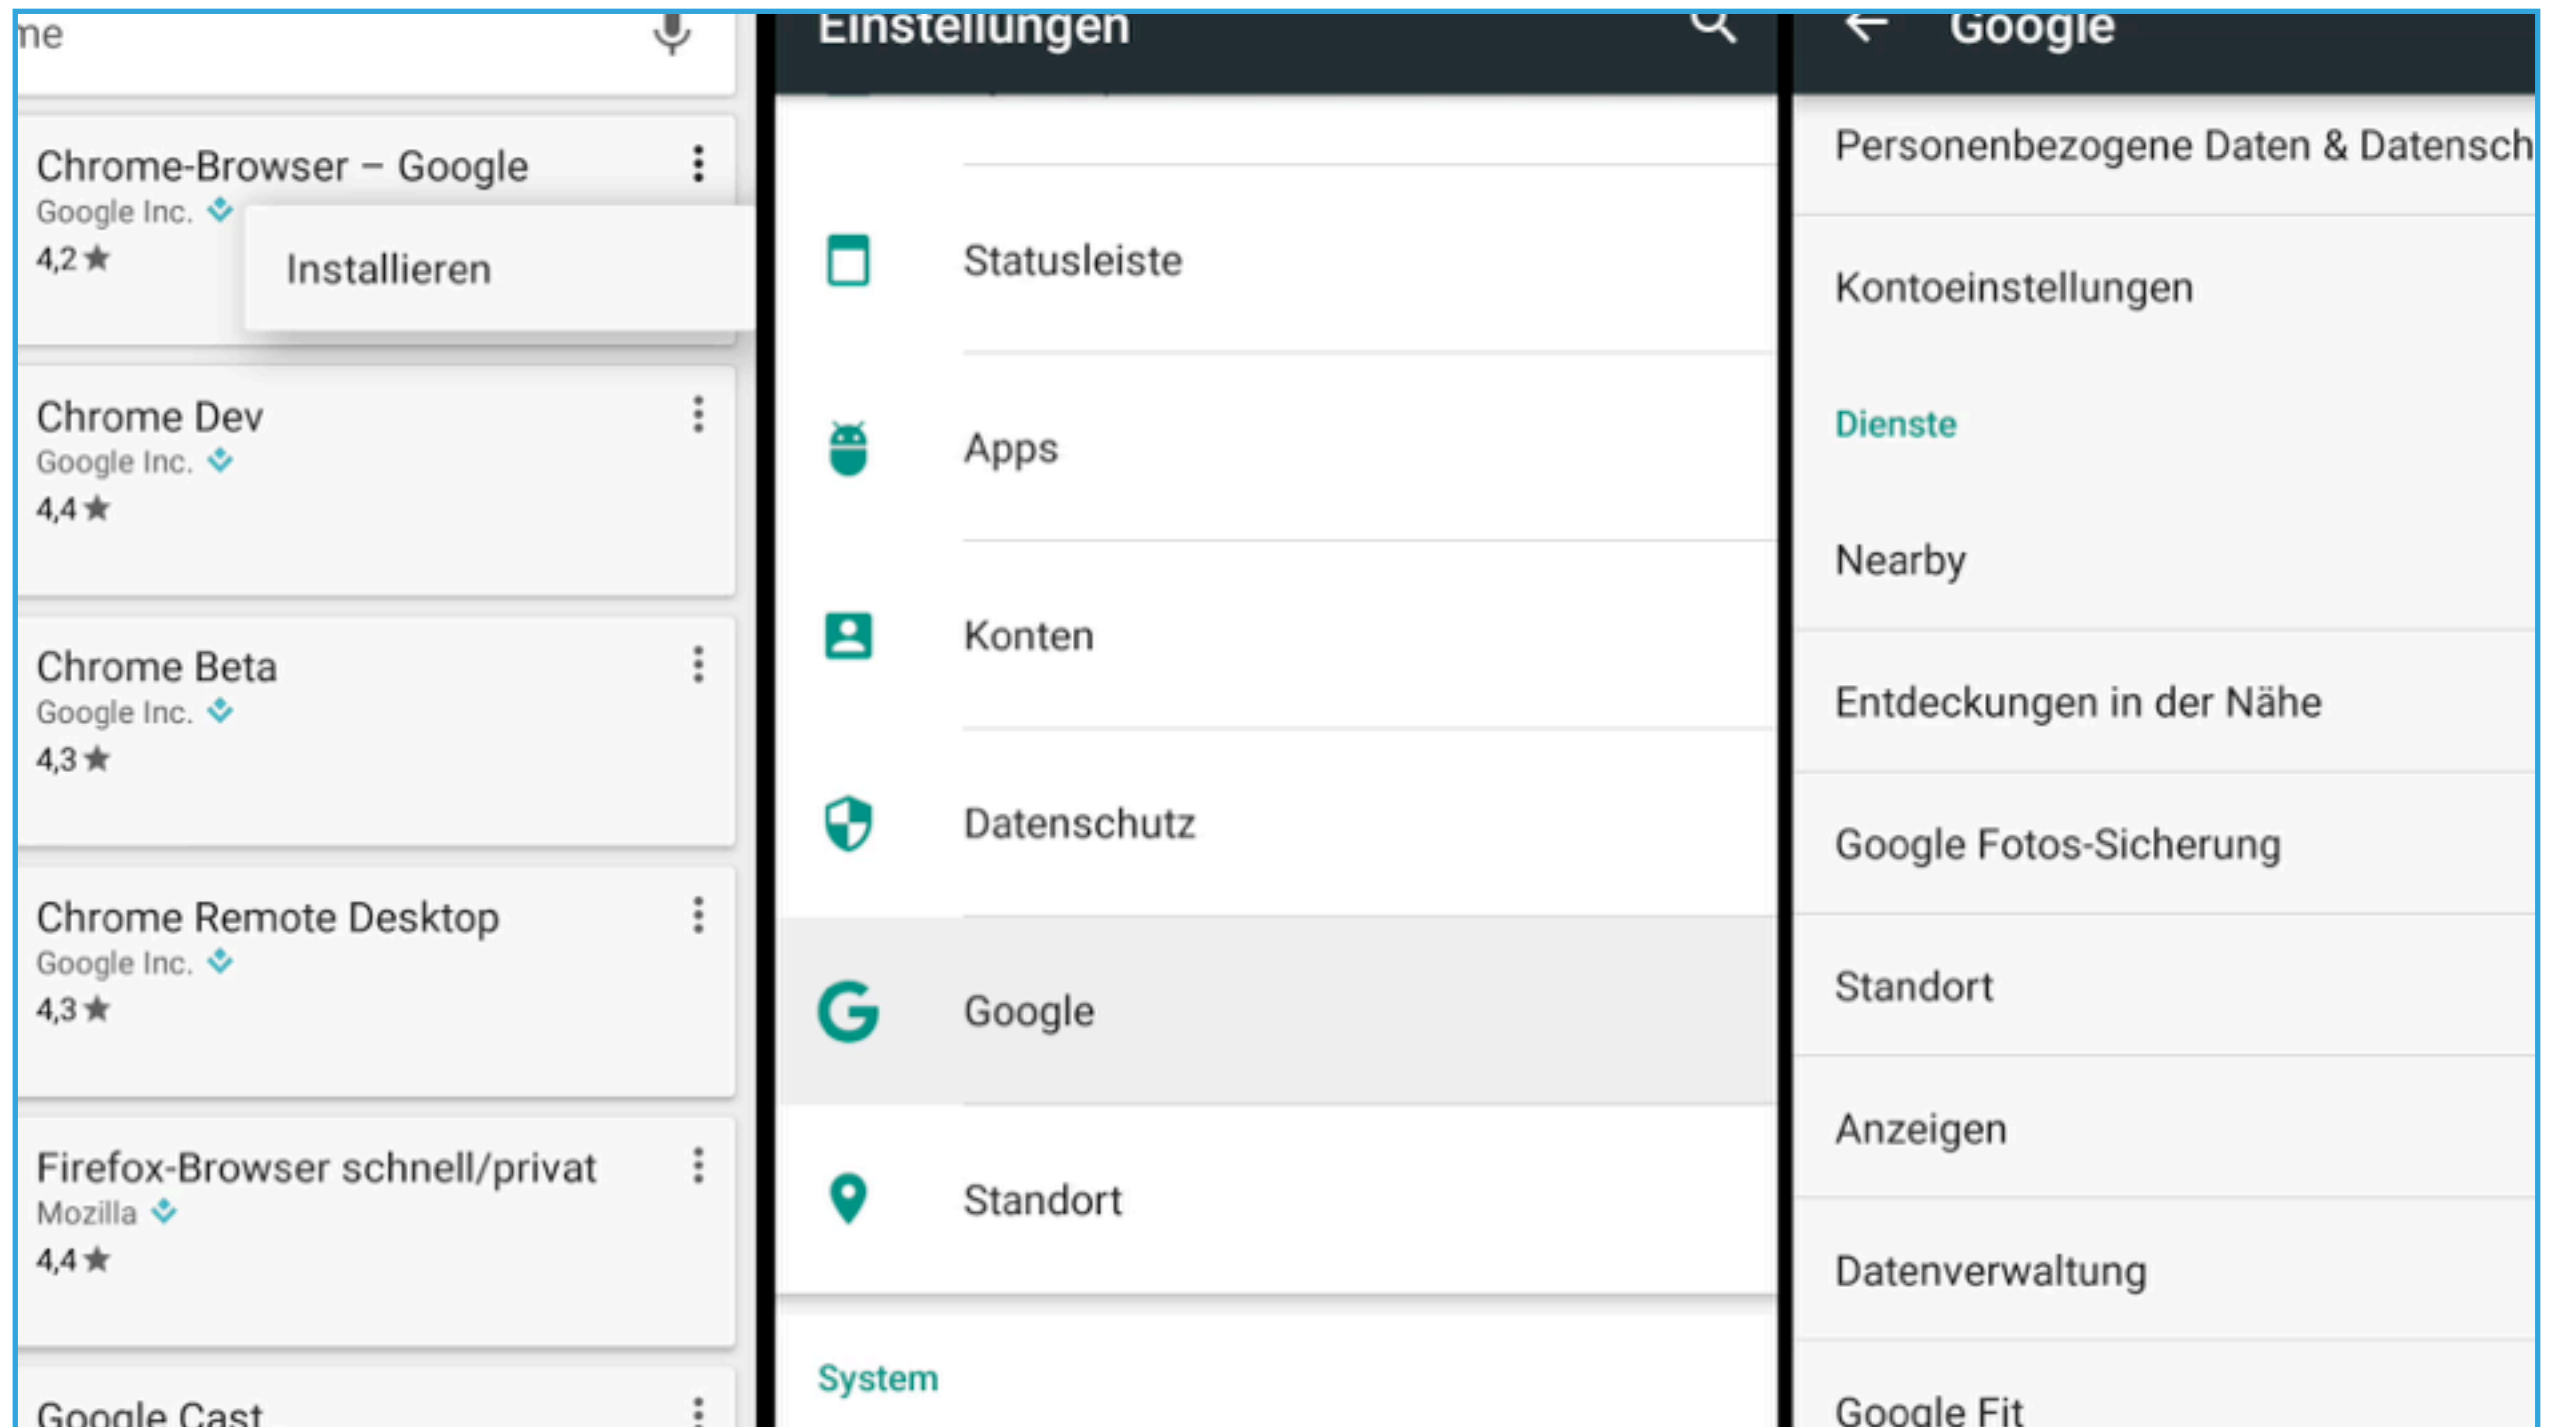 me
Chrome-Browser – Google
Google Inc.
4,2
Installieren
Chrome Dev
Google Inc.
4,4
Chrome Beta
Google Inc.
4,3
Chrome Remote Desktop
Google Inc.
4,3
Firefox-Browser schnell/privat
Mozilla
4,4
Google Cast
Einstellungen
Statusleiste
Apps
Konten
Datenschutz
Google
Standort
System
Google
Personenbezogene Daten & Datensch
Kontoeinstellungen
Dienste
Nearby
Entdeckungen in der Nähe
Google Fotos-Sicherung
Standort
Anzeigen
Datenverwaltung
Google Fit